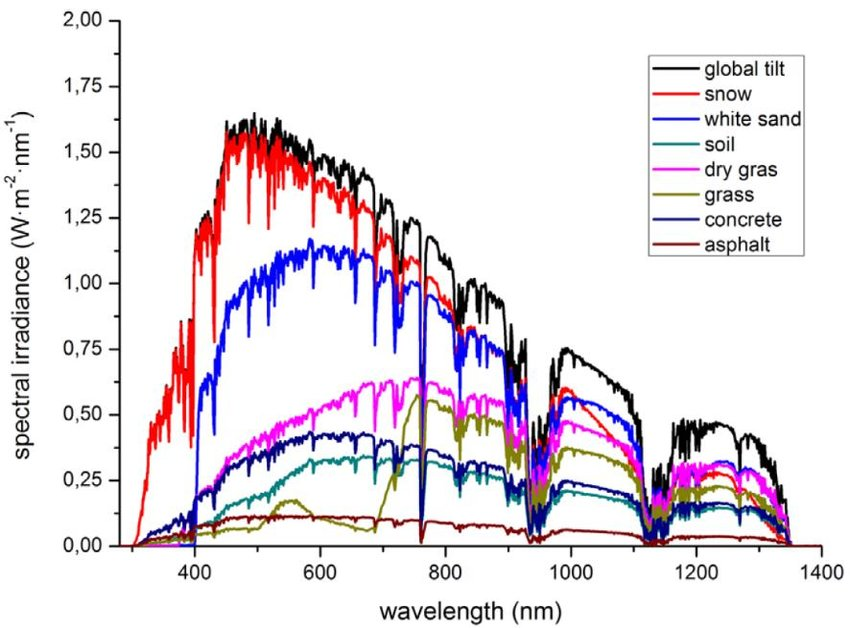 2,00
1,75
1,50
1,25
1,00
0,75
0,50
0,25
0,00
spectral irradiance (W·m⁻²·nm⁻¹)
global tilt
snow
white sand
soil
dry gras
grass
concrete
asphalt
400 600 800 1000 1200 1400
wavelength (nm)